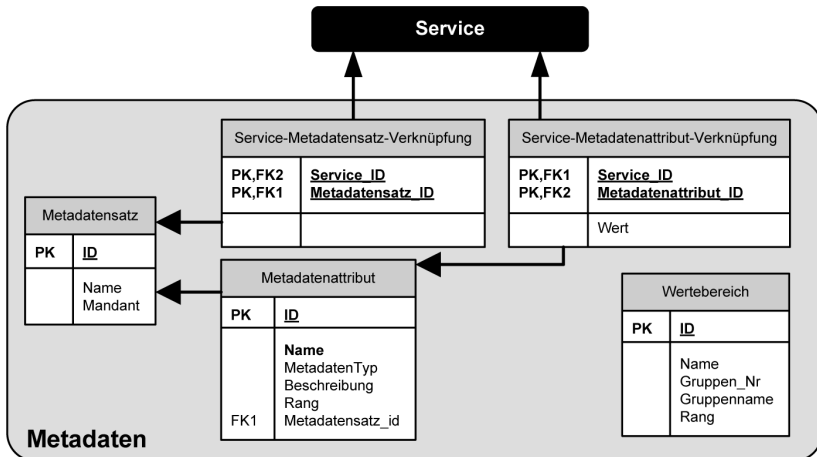 Service
Service-Metadatensatz-Verknüpfung
PK,FK2 Service_ID
PK,FK1 Metadatensatz_ID
Service-Metadatenattribut-Verknüpfung
PK,FK1 Service_ID
PK,FK2 Metadatenattribut_ID
Wert
Metadatensatz
PK ID
Name
Mandant
Metadatenattribut
PK ID
Name
MetadatenTyp
Beschreibung
Rang
FK1 Metadatensatz_id
Wertebereich
PK ID
Name
Gruppen_Nr
Gruppenname
Rang
Metadaten